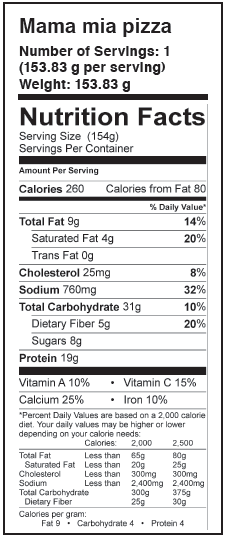 Mama mia pizza
Number of Servings: 1
(153.83 g per serving)
Weight: 153.83 g
Nutrition Facts
Serving Size (154g)
Servings Per Container
Amount Per Serving
Calories 260 Calories from Fat 80
% Daily Value*
Total Fat 9g 14%
Saturated Fat 4g 20%
Trans Fat 0g
Cholesterol 25mg 8%
Sodium 760mg 32%
Total Carbohydrate 31g 10%
Dietary Fiber 5g 20%
Sugars 8g
Protein 19g
Vitamin A 10% • Vitamin C 15%
Calcium 25% • Iron 10%
*Percent Daily Values are based on a 2,000 calorie
diet. Your daily values may be higher or lower
depending on your calorie needs:
Calories: 2,000 2,500
Total Fat Less than 65g 80g
Saturated Fat Less than 20g 25g
Cholesterol Less than 300mg 300mg
Sodium Less than 2,400mg 2,400mg
Total Carbohydrate 300g 375g
Dietary Fiber 25g 30g
Calories per gram:
Fat 9 • Carbohydrate 4 • Protein 4